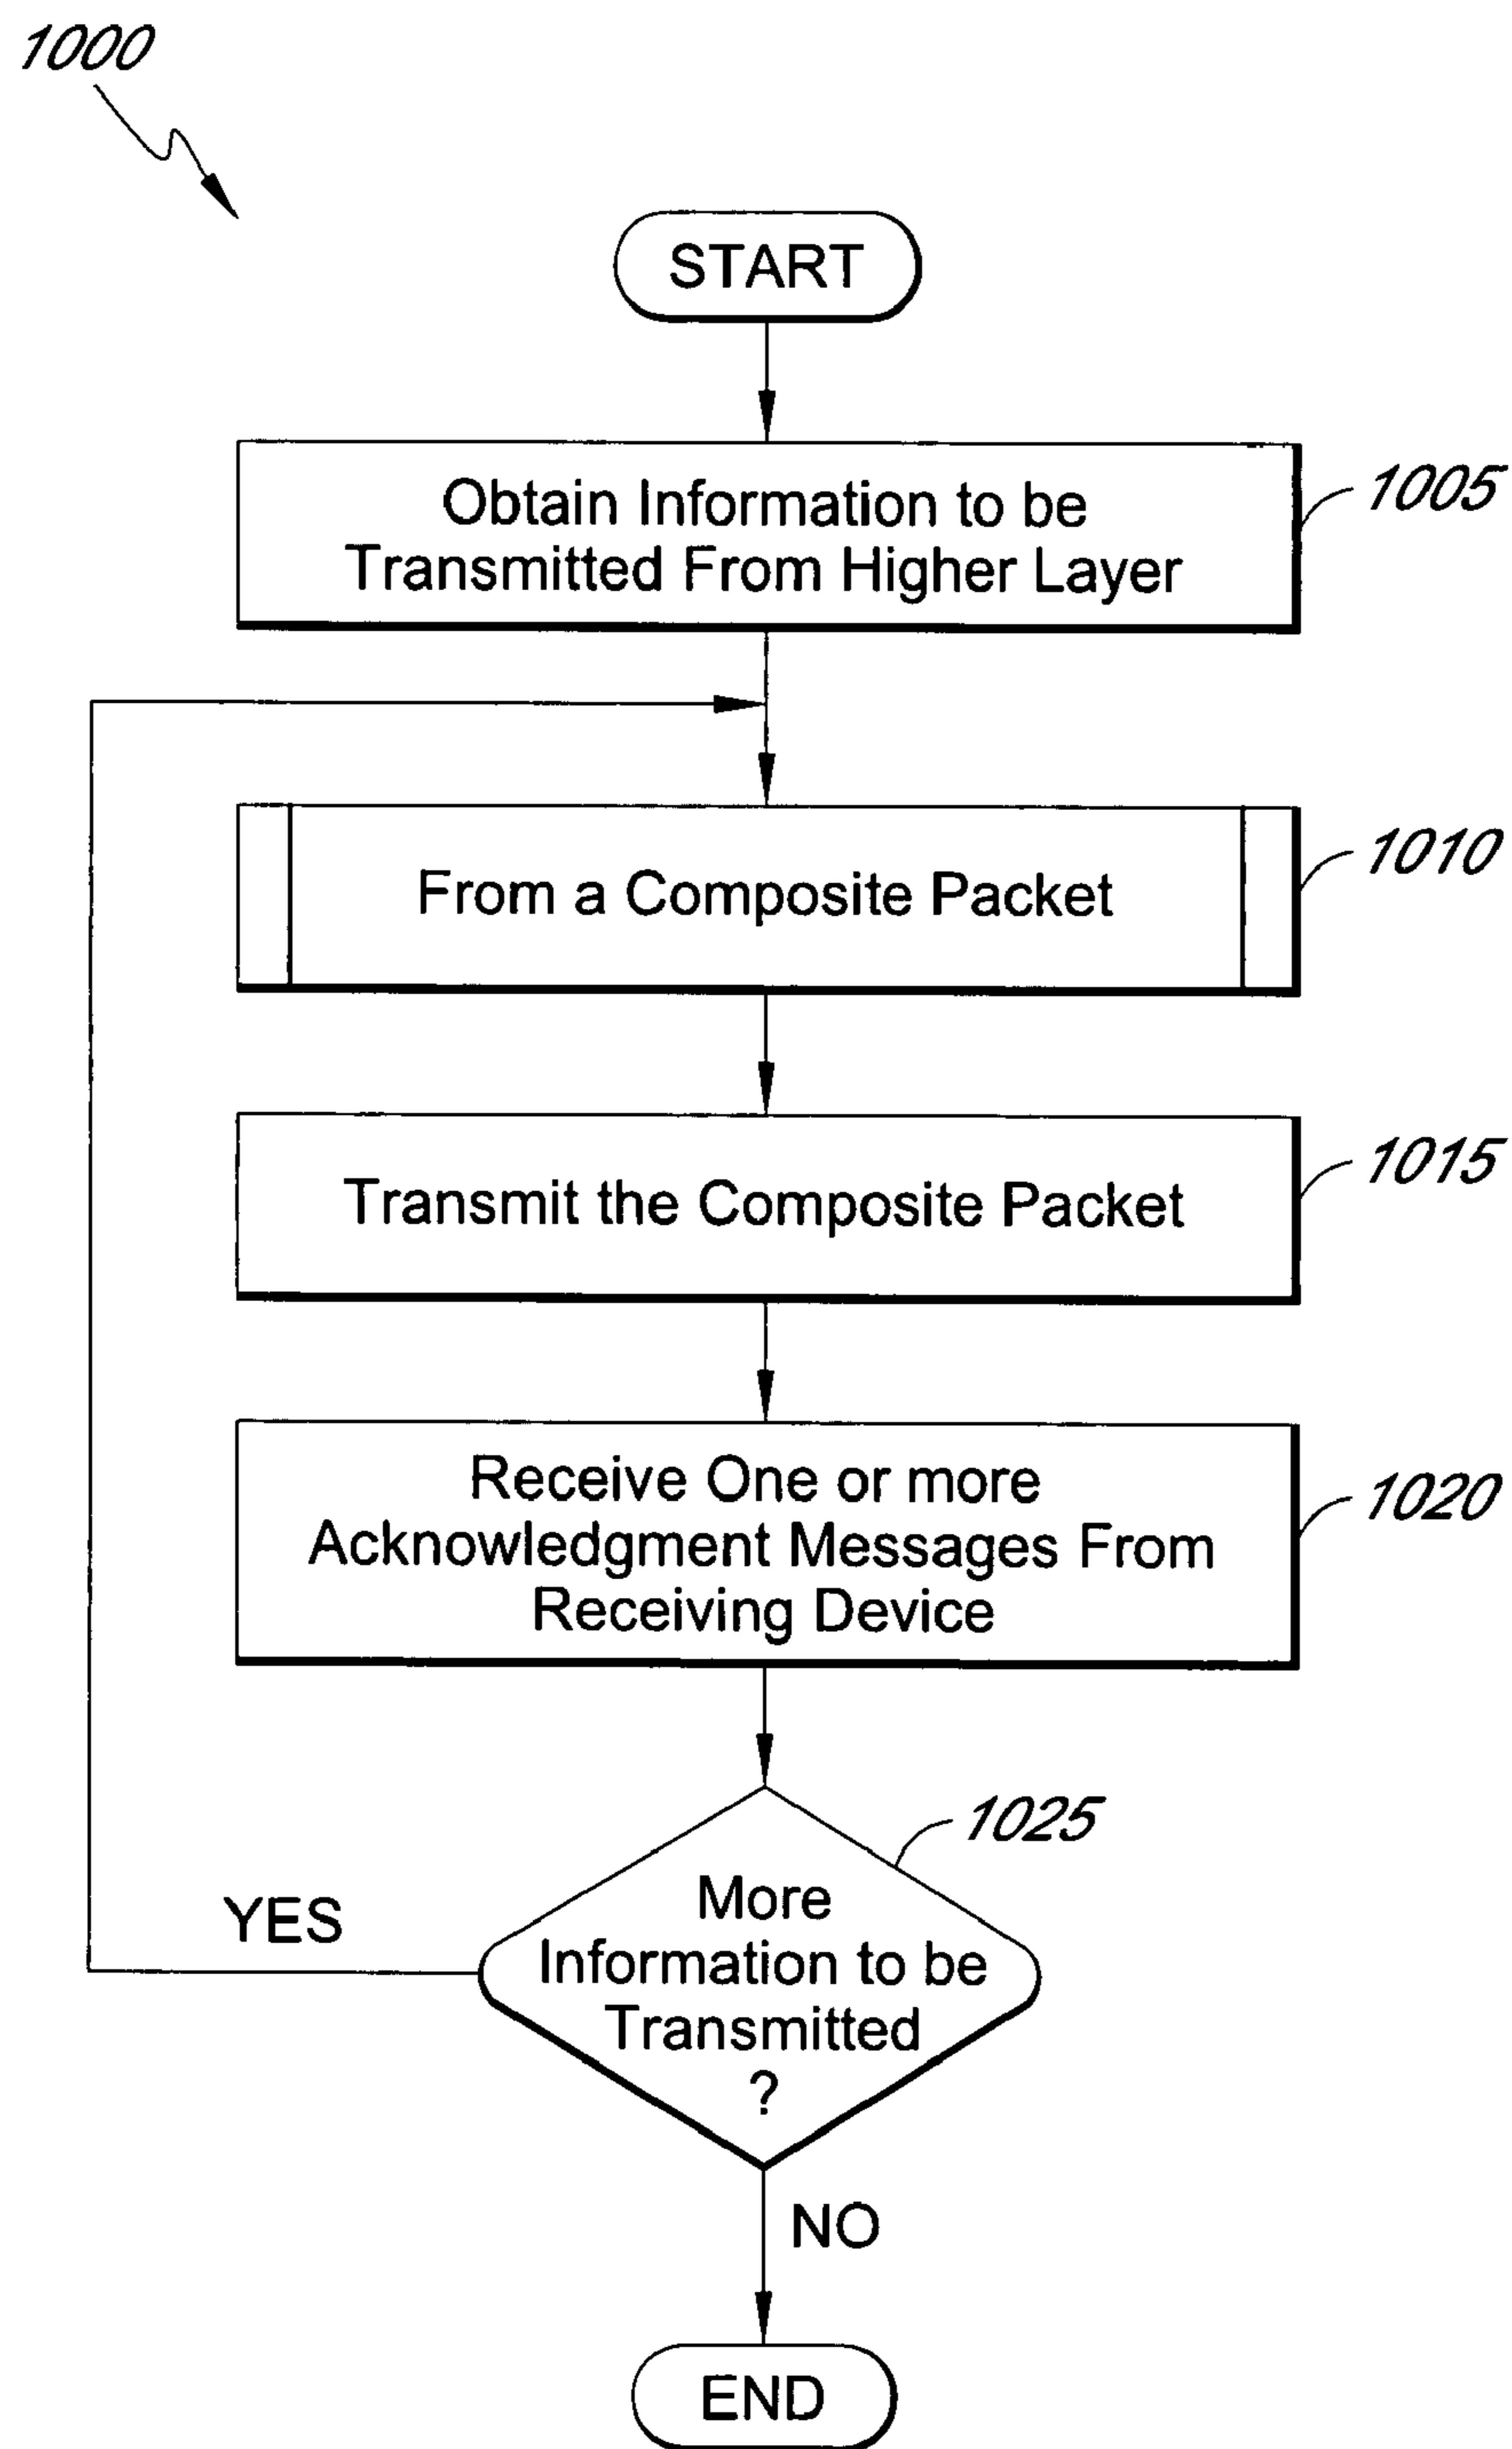 1000
START
Obtain Information to be
Transmitted From Higher Layer
1005
From a Composite Packet
1010
Transmit the Composite Packet
1015
Receive One or more
Acknowledgment Messages From
Receiving Device
1020
1025
More
Information to be
Transmitted
?
YES
NO
END